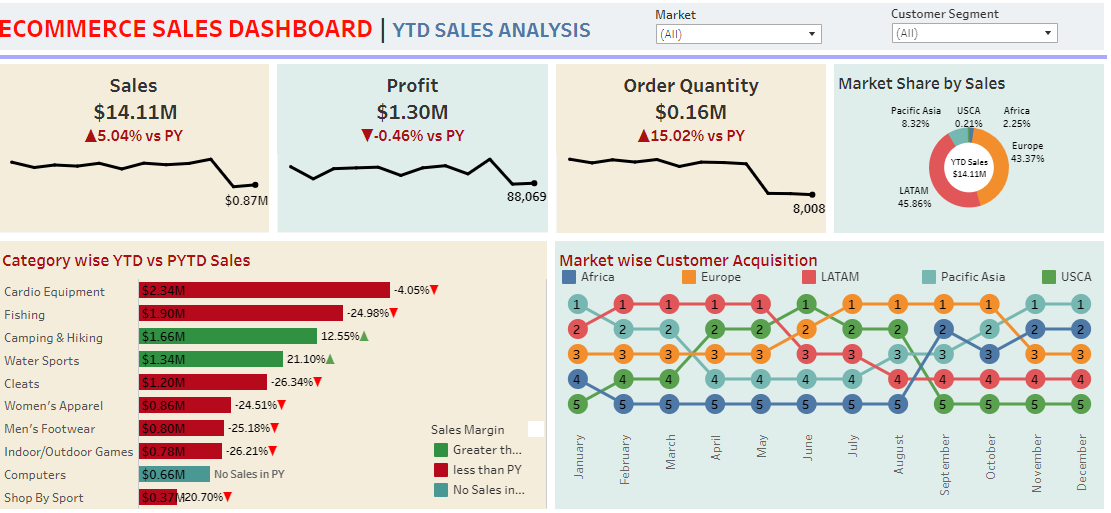 ECOMMERCE SALES DASHBOARD | YTD SALES ANALYSIS
Market
(All)
Customer Segment
(All)
Sales
$14.11M
▲5.04% vs PY
$0.87M
Profit
$1.30M
▼-0.46% vs PY
88,069
Order Quantity
$0.16M
▲15.02% vs PY
8,008
Market Share by Sales
Pacific Asia
8.32%
USCA
0.21%
Africa
2.25%
Europe
43.37%
LATAM
45.86%
YTD Sales
$14.11M
Category wise YTD vs PYTD Sales
Cardio Equipment $2.34M -4.05%▼
Fishing $1.90M -24.98%▼
Camping & Hiking $1.66M 12.55%▲
Water Sports $1.34M 21.10%▲
Cleats $1.20M -26.34%▼
Women's Apparel $0.86M -24.51%▼
Men's Footwear $0.80M -25.18%▼
Indoor/Outdoor Games $0.78M -26.21%▼
Computers $0.66M No Sales in PY
Shop By Sport $0.37M -20.70%▼
Sales Margin
Greater th...
less than PY
No Sales in...
Market wise Customer Acquisition
Africa Europe LATAM Pacific Asia USCA
1 1 1 1 1 1 1 1 1 1 1 1
2 2 2 2 2 2 2 2 2 2 2 2
3 3 3 3 3 3 3 3 3 3 3 3
4 4 4 4 4 4 4 4 4 4 4 4
5 5 5 5 5 5 5 5 5 5 5 5
January
February
March
April
May
June
July
August
September
October
November
December